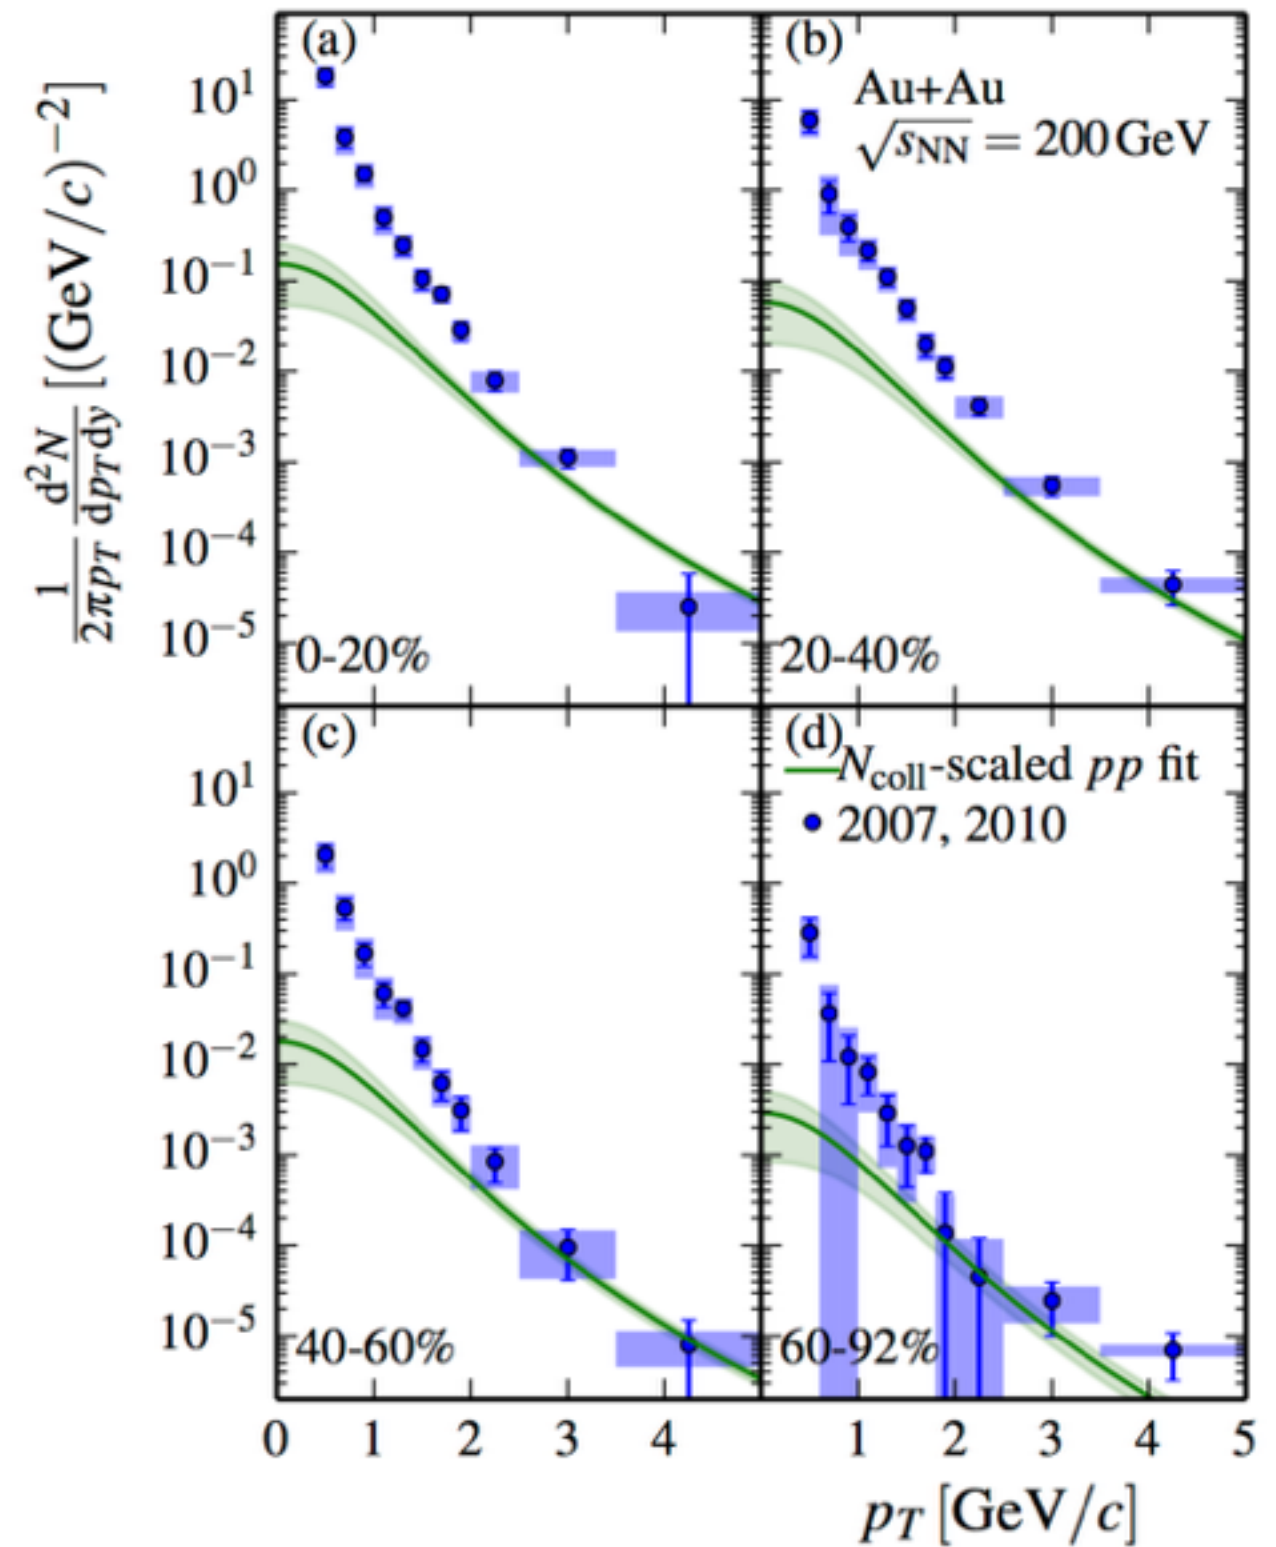 (a)
(b)
Au+Au
√s_NN = 200 GeV
10^1
10^0
10^−1
10^−2
10^−3
10^−4
10^−5
1/(2πp_T) d^2N/(dp_T dy) [(GeV/c)^−2]
0-20%
20-40%
(c)
(d)
N_coll-scaled pp fit
2007, 2010
10^1
10^0
10^−1
10^−2
10^−3
10^−4
10^−5
40-60%
60-92%
0 1 2 3 4 1 2 3 4 5
p_T [GeV/c]